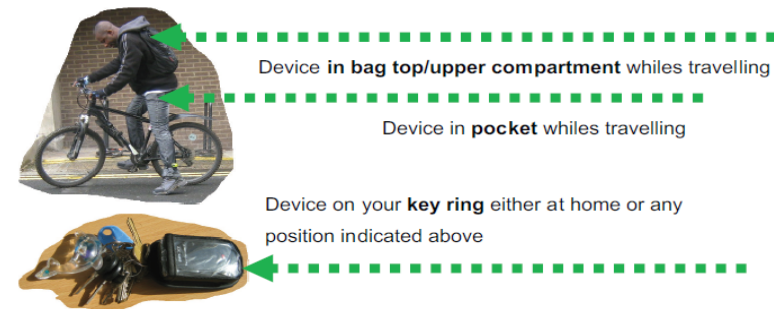 Device in bag top/upper compartment whiles travelling
Device in pocket whiles travelling
Device on your key ring either at home or any
position indicated above